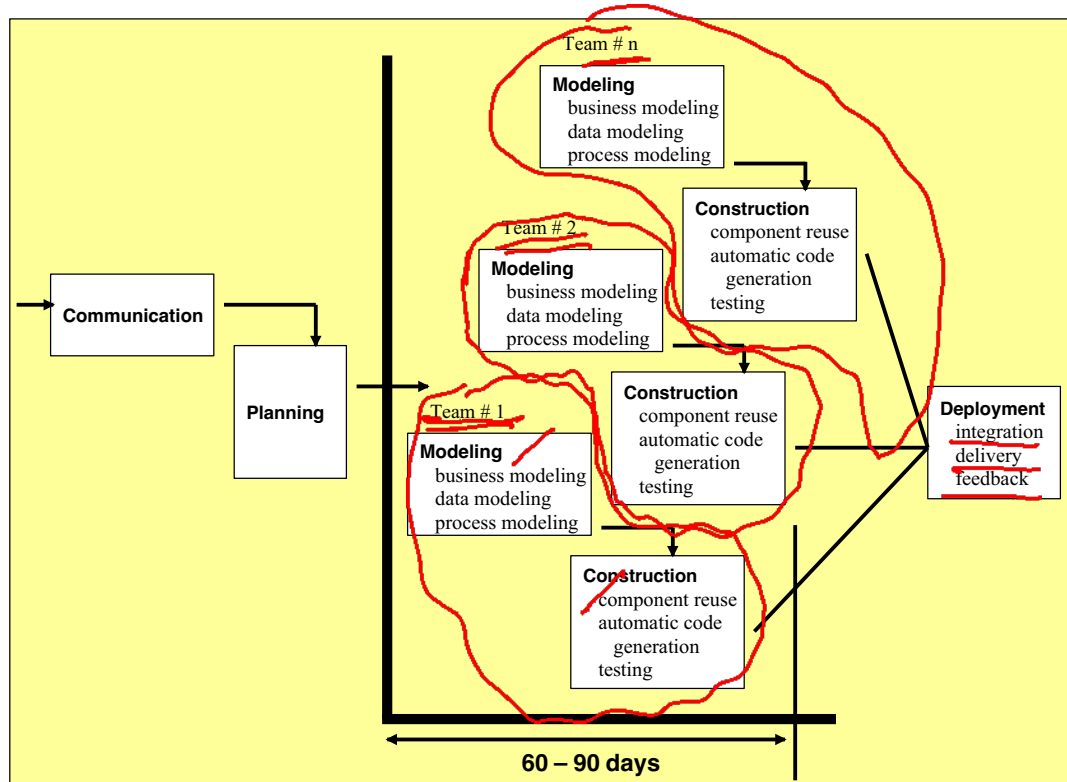 Team # n
Modeling
business modeling
data modeling
process modeling
Construction
component reuse
automatic code
generation
testing
Team # 2
Modeling
business modeling
data modeling
process modeling
Construction
component reuse
automatic code
generation
testing
Communication
Planning
Team # 1
Modeling
business modeling
data modeling
process modeling
Construction
component reuse
automatic code
generation
testing
Deployment
integration
delivery
feedback
60 – 90 days